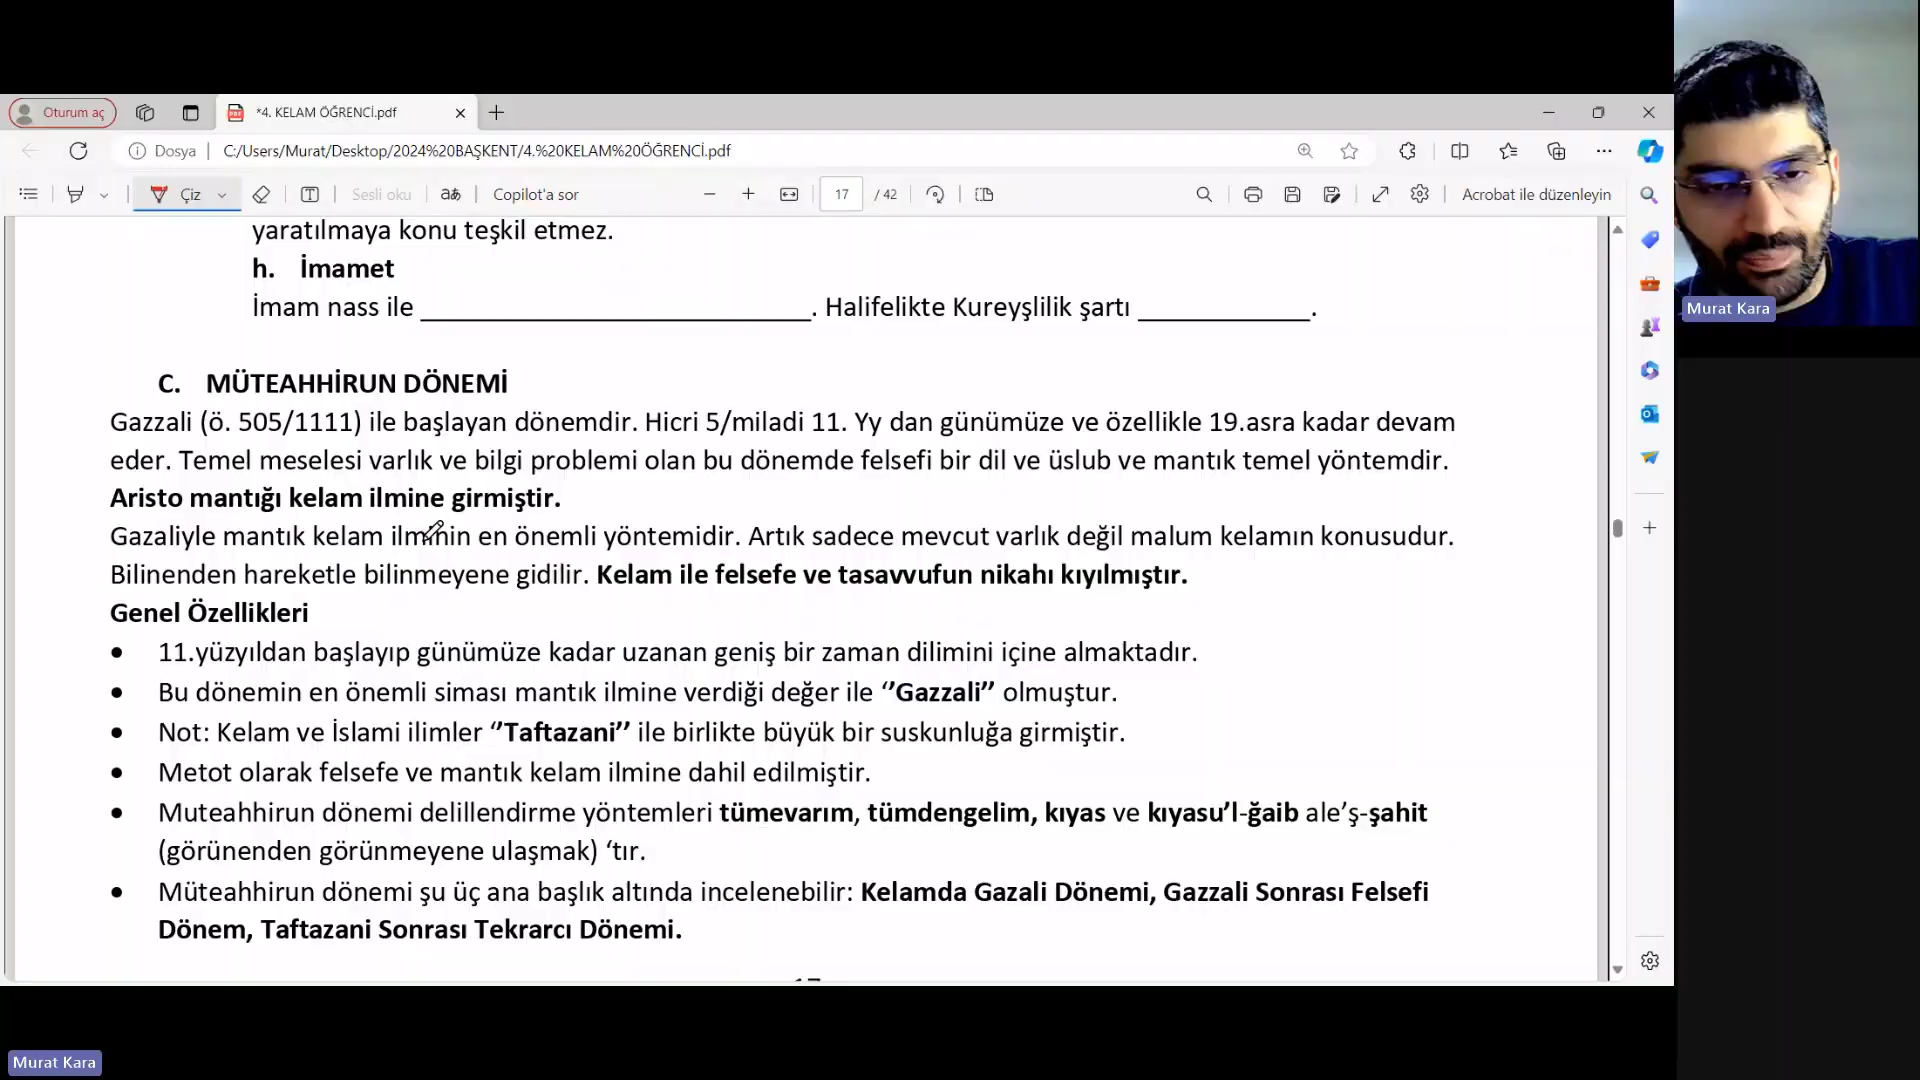 Oturum aç
*4. KELAM ÖĞRENCİ.pdf
Dosya | C:/Users/Murat/Desktop/2024%20BAŞKENT/4.%20KELAM%20ÖĞRENCİ.pdf
Çiz Sesli oku aあ Copilot'a sor 17 / 42 Acrobat ile düzenleyin
yaratılmaya konu teşkil etmez.
h. İmamet
İmam nass ile ______________________________. Halifelikte Kureyşlilik şartı _____________.
C. MÜTEAHHİRUN DÖNEMİ
Gazzali (ö. 505/1111) ile başlayan dönemdir. Hicri 5/miladi 11. Yy dan günümüze ve özellikle 19.asra kadar devam
eder. Temel meselesi varlık ve bilgi problemi olan bu dönemde felsefi bir dil ve üslub ve mantık temel yöntemdir.
Aristo mantığı kelam ilmine girmiştir.
Gazaliyle mantık kelam ilminin en önemli yöntemidir. Artık sadece mevcut varlık değil malum kelamın konusudur.
Bilinenden hareketle bilinmeyene gidilir. Kelam ile felsefe ve tasavvufun nikahı kıyılmıştır.
Genel Özellikleri
• 11.yüzyıldan başlayıp günümüze kadar uzanan geniş bir zaman dilimini içine almaktadır.
• Bu dönemin en önemli siması mantık ilmine verdiği değer ile ‘’Gazzali’’ olmuştur.
• Not: Kelam ve İslami ilimler ‘’Taftazani’’ ile birlikte büyük bir suskunluğa girmiştir.
• Metot olarak felsefe ve mantık kelam ilmine dahil edilmiştir.
• Muteahhirun dönemi delillendirme yöntemleri tümevarım, tümdengelim, kıyas ve kıyasu’l-ğaib ale’ş-şahit
(görünenden görünmeyene ulaşmak) ‘tır.
• Müteahhirun dönemi şu üç ana başlık altında incelenebilir: Kelamda Gazali Dönemi, Gazzali Sonrası Felsefi
Dönem, Taftazani Sonrası Tekrarcı Dönemi.
Murat Kara
Murat Kara